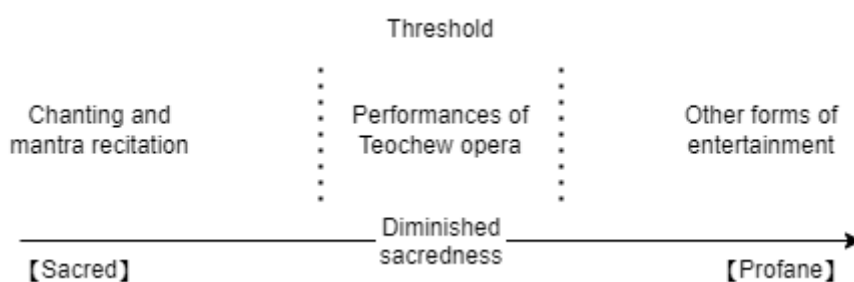 Threshold
Chanting and
mantra recitation
Performances of
Teochew opera
Other forms of
entertainment
Diminished
sacredness
【Sacred】
【Profane】